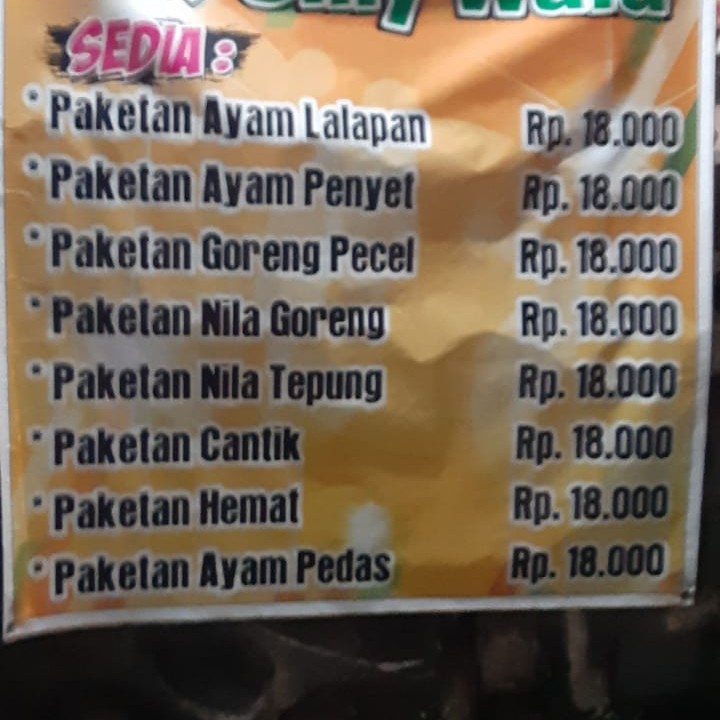 SEDIA :
* Paketan Ayam Lalapan Rp. 18.000
* Paketan Ayam Penyet Rp. 18.000
* Paketan Goreng Pecel Rp. 18.000
* Paketan Nila Goreng Rp. 18.000
* Paketan Nila Tepung Rp. 18.000
* Paketan Cantik Rp. 18.000
* Paketan Hemat Rp. 18.000
* Paketan Ayam Pedas Rp. 18.000